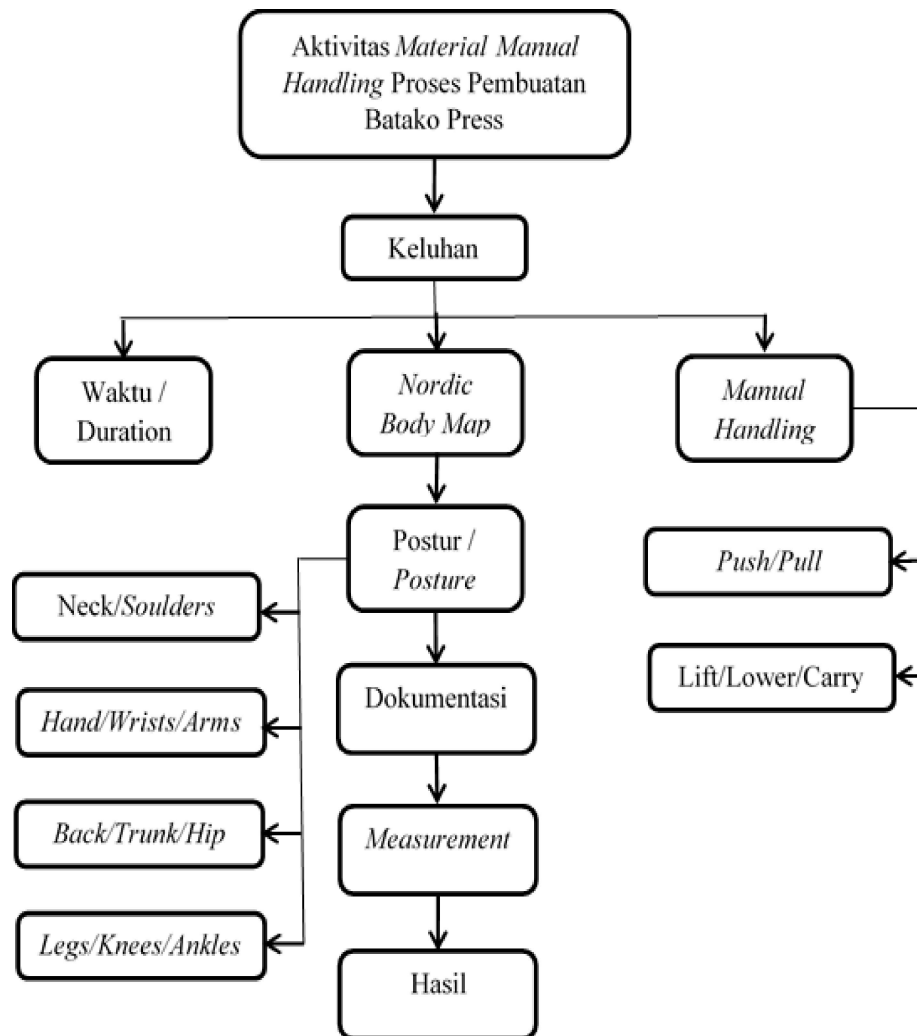 Aktivitas Material Manual
Handling Proses Pembuatan
Batako Press
Keluhan
Waktu /
Duration
Nordic
Body Map
Manual
Handling
Postur /
Posture
Neck/Soulders
Hand/Wrists/Arms
Back/Trunk/Hip
Legs/Knees/Ankles
Push/Pull
Lift/Lower/Carry
Dokumentasi
Measurement
Hasil